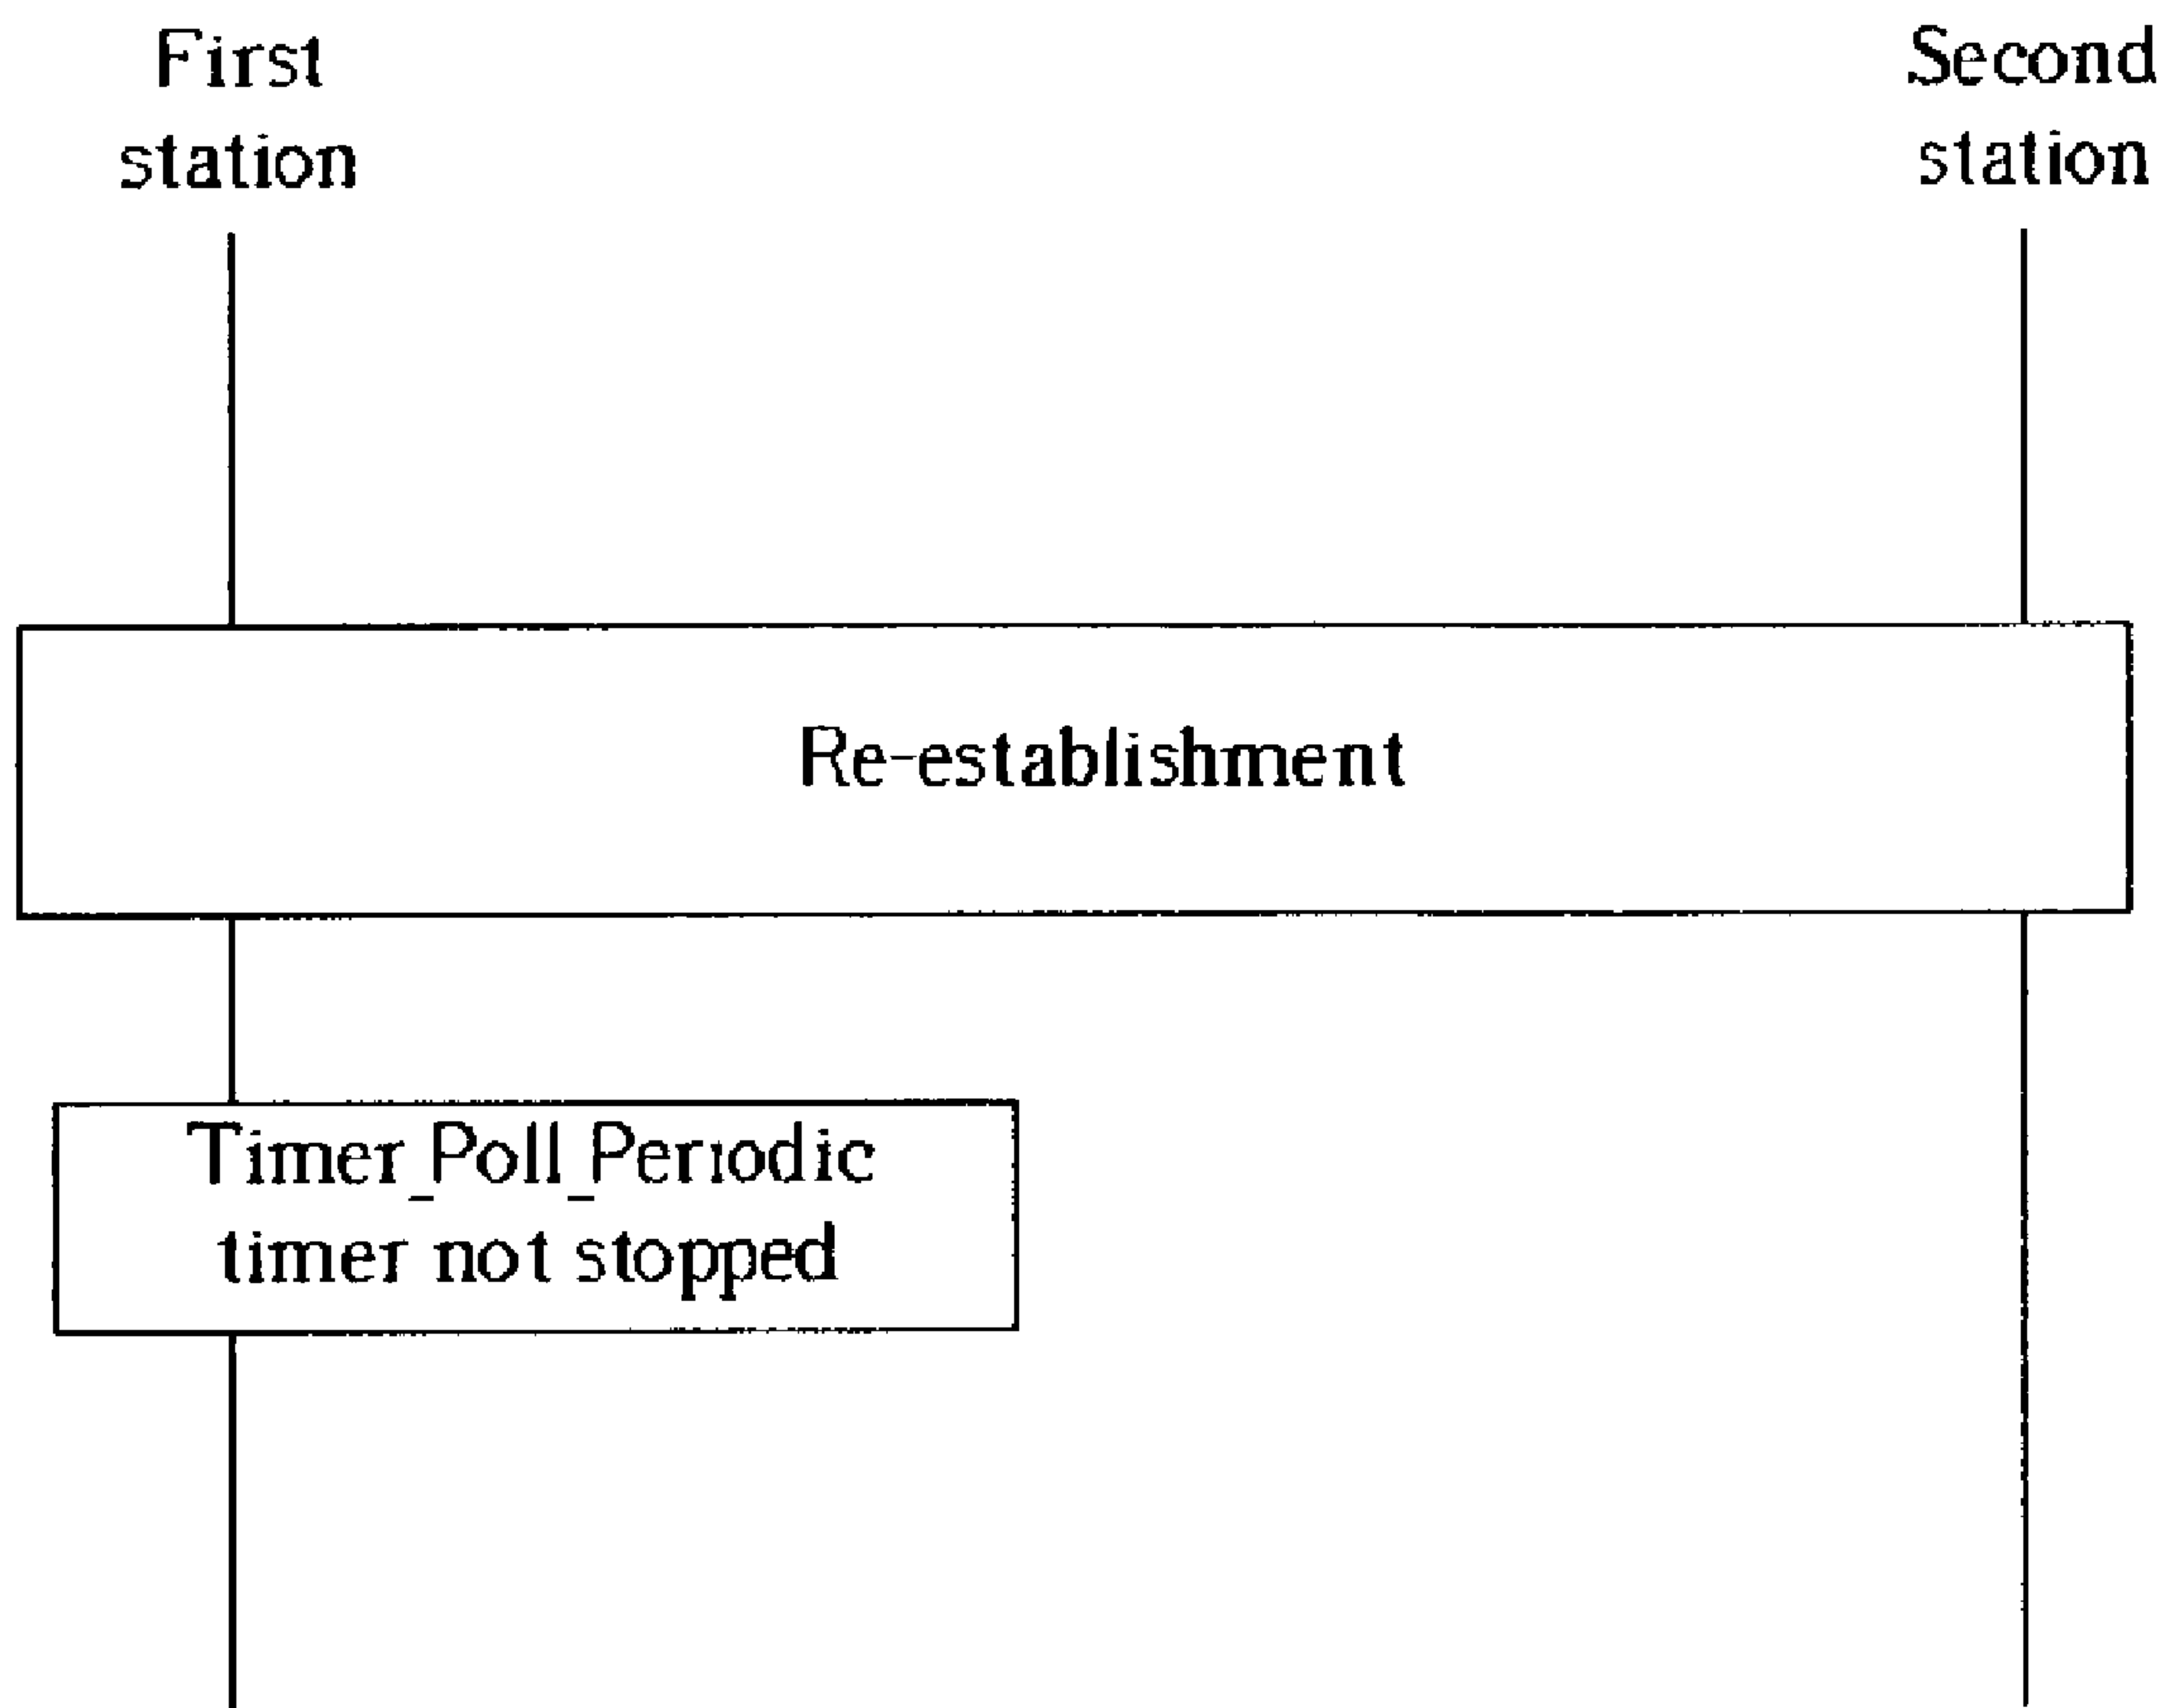 First
station
Second
station
Re-establishment
Timer_Poll_Periodic
timer not stopped